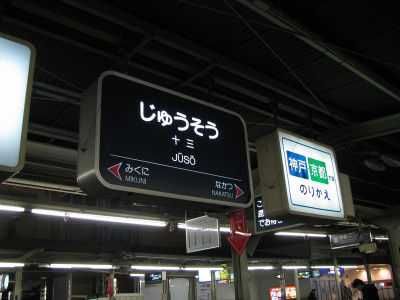 じゅうそう
十三
JŪSŌ
みくに
MIKUNI
なかつ
NAKATSU
神戸 京都
のりかえ